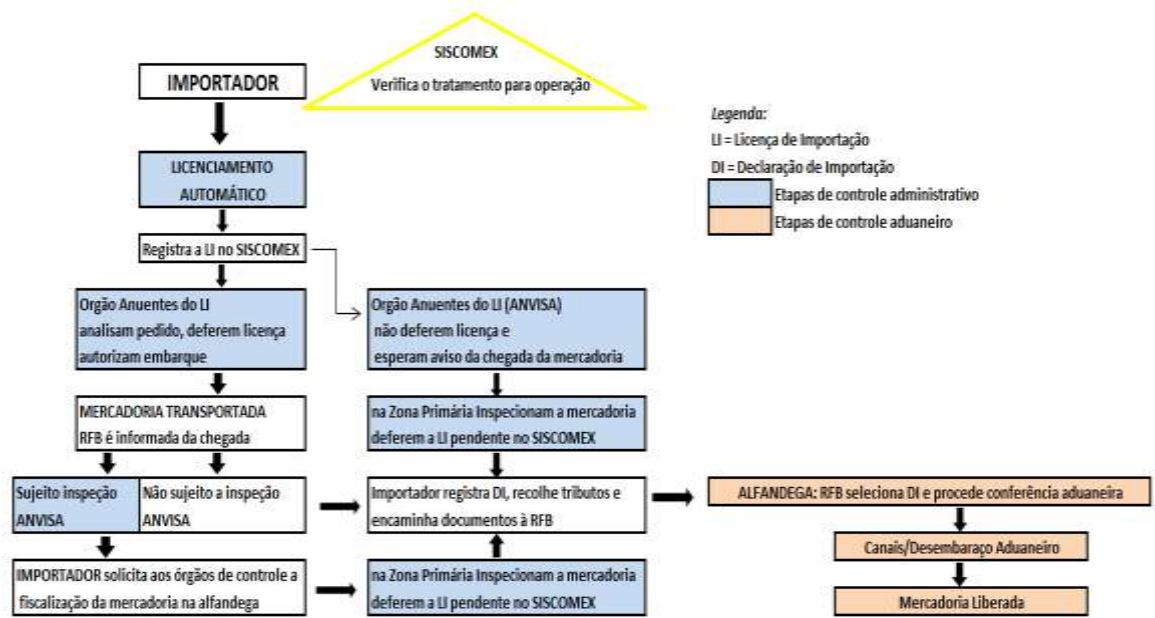 SISCOMEX
Verifica o tratamento para operação
IMPORTADOR
Legenda:
LI = Licença de Importação
DI = Declaração de Importação
Etapas de controle administrativo
Etapas de controle aduaneiro
LICENCIAMENTO
AUTOMÁTICO
Registra a LI no SISCOMEX
Orgão Anuentes do LI
analisam pedido, deferem licença
autorizam embarque
Orgão Anuentes do LI (ANVISA)
não deferem licença e
esperam aviso da chegada da mercadoria
MERCADORIA TRANSPORTADA
RFB é informada da chegada
na Zona Primária Inspecionam a mercadoria
deferem a LI pendente no SISCOMEX
Sujeito inspeção
ANVISA
Não sujeito a inspeção
ANVISA
Importador registra DI, recolhe tributos e
encaminha documentos à RFB
ALFANDEGA: RFB seleciona DI e procede conferência aduaneira
Canais/Desembaraço Aduaneiro
IMPORTADOR solicita aos órgãos de controle a
fiscalização da mercadoria na alfandega
na Zona Primária Inspecionam a mercadoria
deferem a LI pendente no SISCOMEX
Mercadoria Liberada